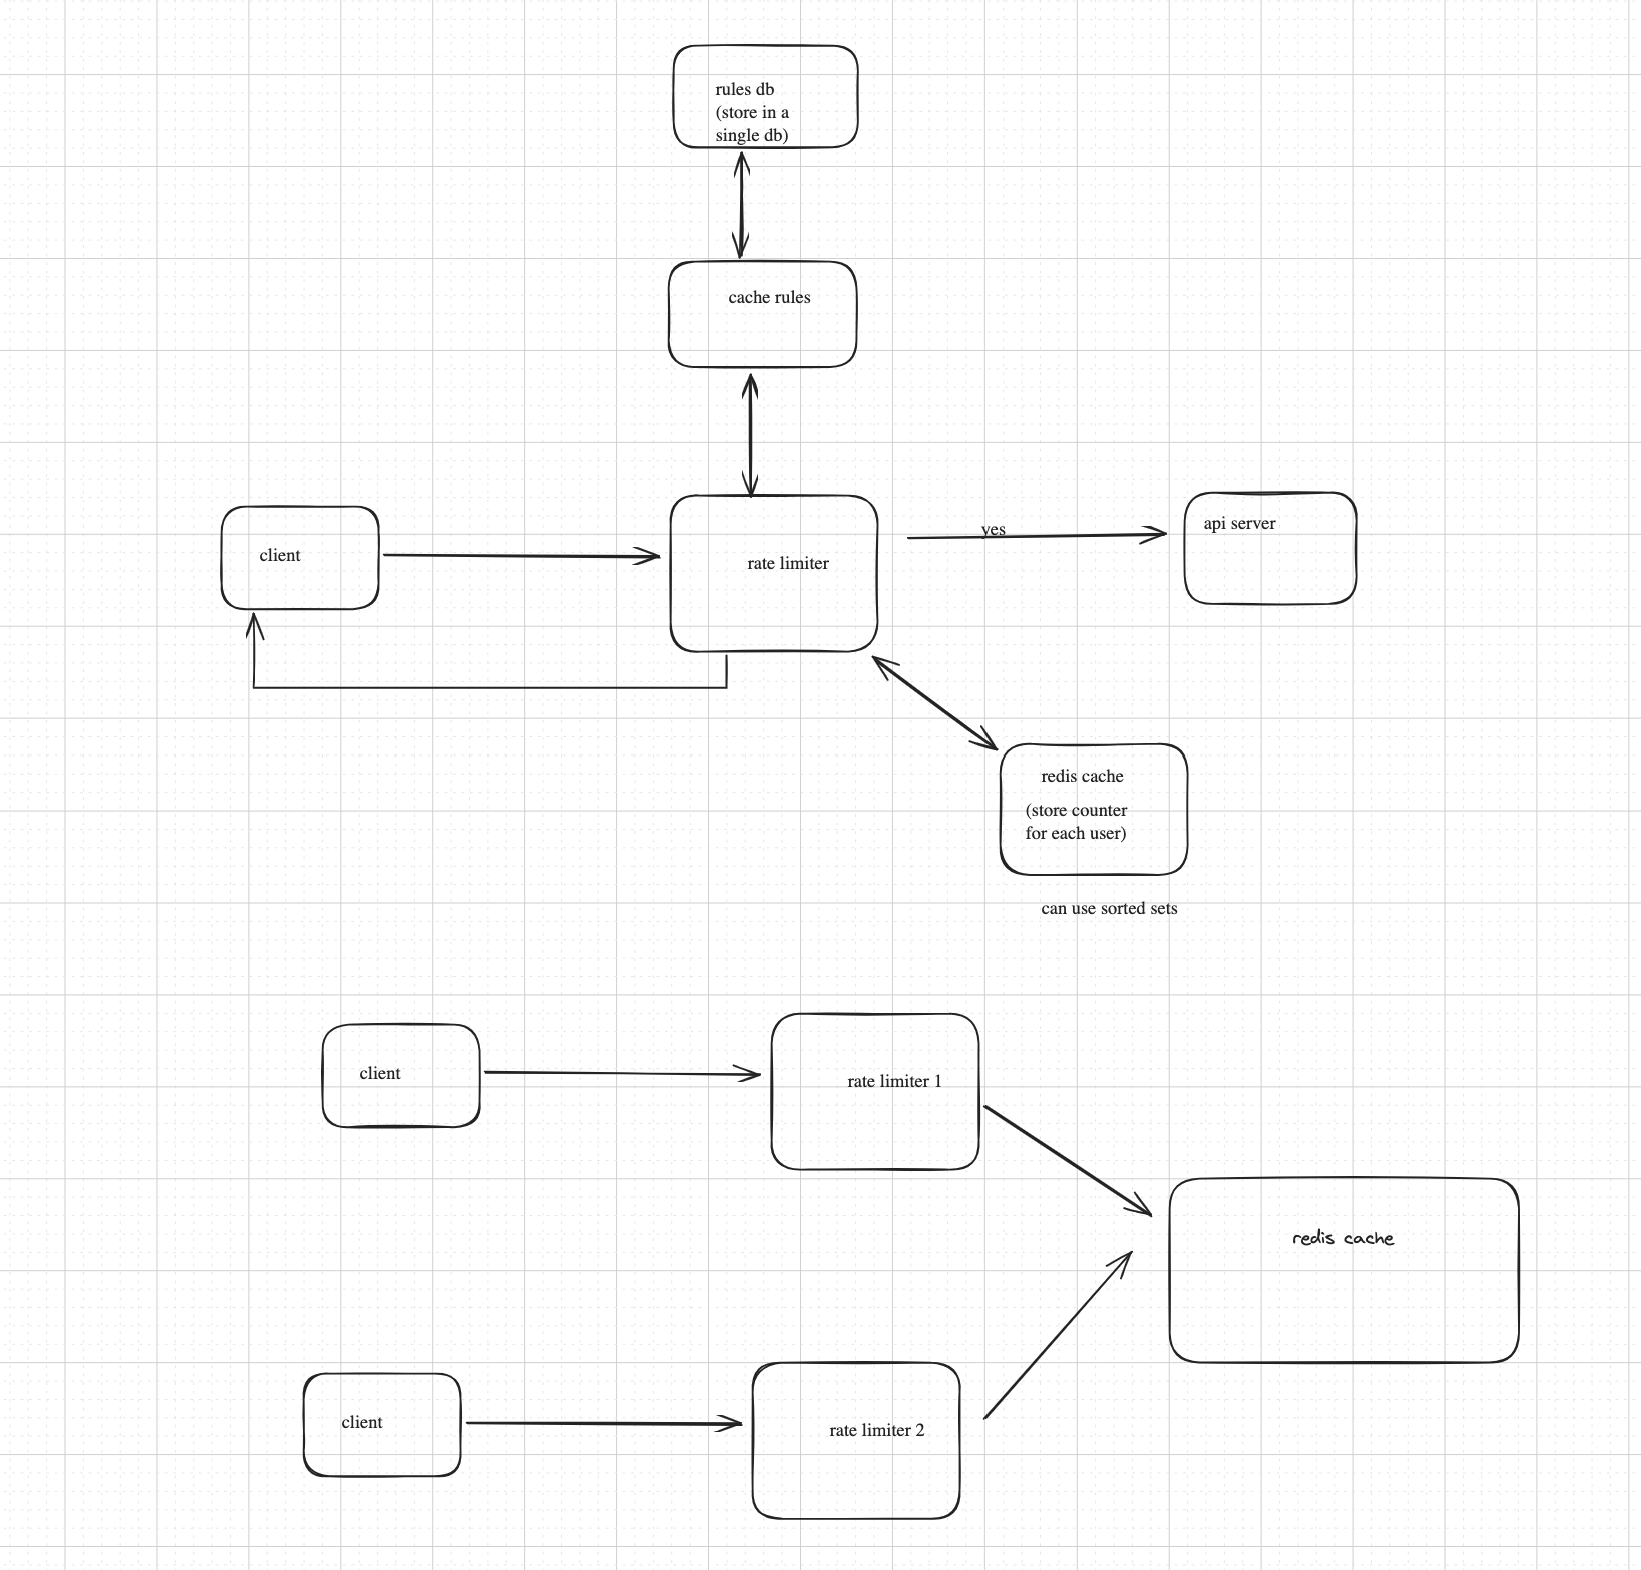 rules db
(store in a
single db)
cache rules
client
rate limiter
yes
api server
redis cache
(store counter
for each user)
can use sorted sets
client
rate limiter 1
redis cache
client
rate limiter 2